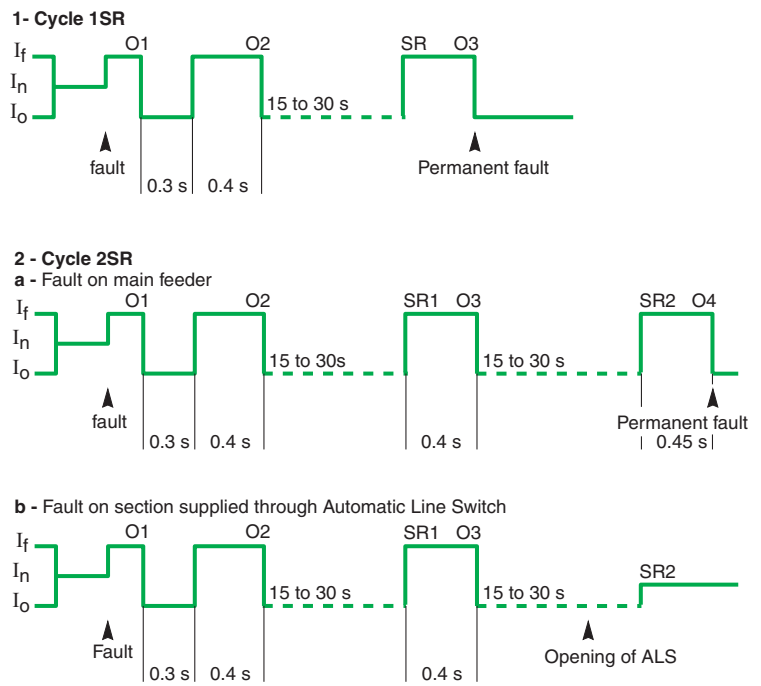 1- Cycle 1SR
O1 O2 SR O3
If
In
Io
15 to 30 s
fault
Permanent fault
0.3 s 0.4 s
2 - Cycle 2SR
a - Fault on main feeder
O1 O2 SR1 O3 SR2 O4
If
In
Io
15 to 30s 15 to 30 s
fault
Permanent fault
0.3 s 0.4 s 0.4 s 0.45 s
b - Fault on section supplied through Automatic Line Switch
O1 O2 SR1 O3
If
In
SR2
Io
15 to 30 s 15 to 30 s
Fault
Opening of ALS
0.3 s 0.4 s 0.4 s